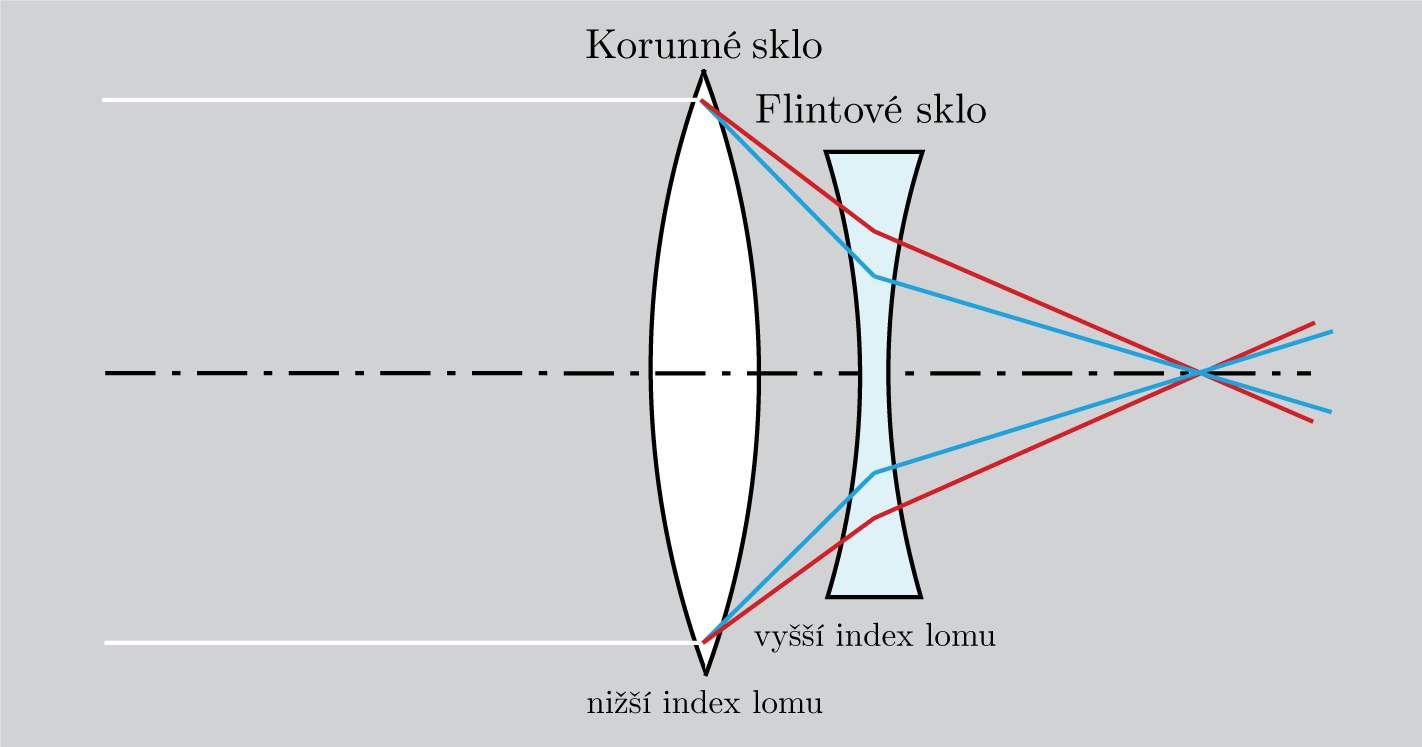 Korunné sklo
Flintové sklo
vyšší index lomu
nižší index lomu